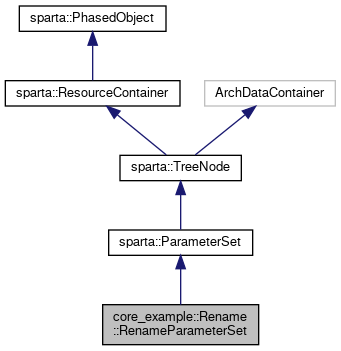 sparta::PhasedObject
sparta::ResourceContainer
ArchDataContainer
sparta::TreeNode
sparta::ParameterSet
core_example::Rename
::RenameParameterSet